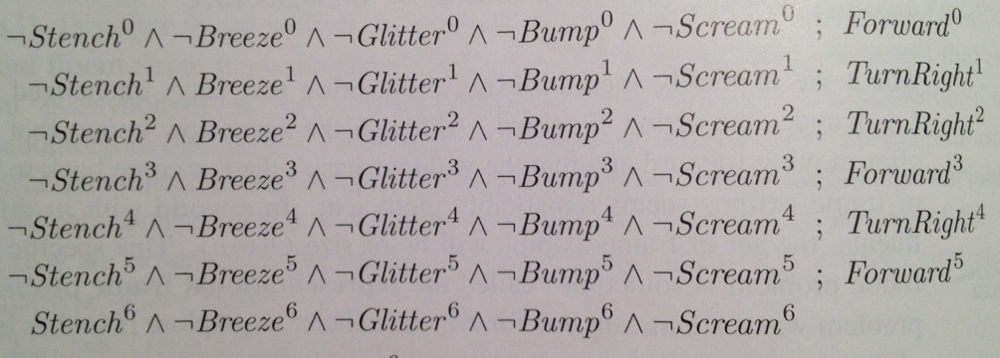 ¬Stench⁰ ∧ ¬Breeze⁰ ∧ ¬Glitter⁰ ∧ ¬Bump⁰ ∧ ¬Scream⁰ ; Forward⁰
¬Stench¹ ∧ Breeze¹ ∧ ¬Glitter¹ ∧ ¬Bump¹ ∧ ¬Scream¹ ; TurnRight¹
¬Stench² ∧ Breeze² ∧ ¬Glitter² ∧ ¬Bump² ∧ ¬Scream² ; TurnRight²
¬Stench³ ∧ Breeze³ ∧ ¬Glitter³ ∧ ¬Bump³ ∧ ¬Scream³ ; Forward³
¬Stench⁴ ∧ ¬Breeze⁴ ∧ ¬Glitter⁴ ∧ ¬Bump⁴ ∧ ¬Scream⁴ ; TurnRight⁴
¬Stench⁵ ∧ ¬Breeze⁵ ∧ ¬Glitter⁵ ∧ ¬Bump⁵ ∧ ¬Scream⁵ ; Forward⁵
Stench⁶ ∧ ¬Breeze⁶ ∧ ¬Glitter⁶ ∧ ¬Bump⁶ ∧ ¬Scream⁶